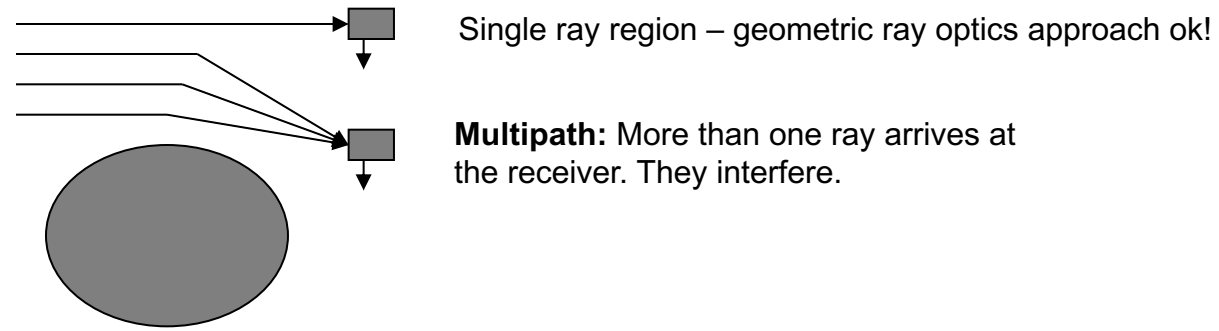 Single ray region – geometric ray optics approach ok!
Multipath: More than one ray arrives at
the receiver. They interfere.